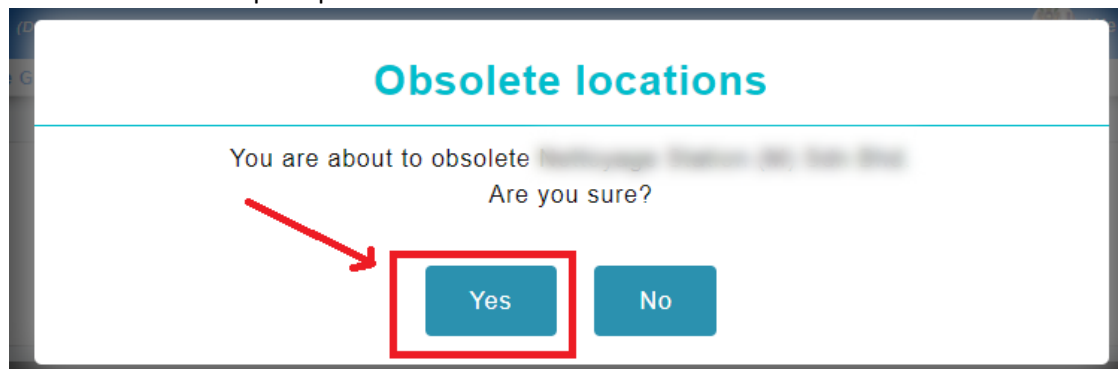 Obsolete locations
You are about to obsolete
Are you sure?
Yes
No